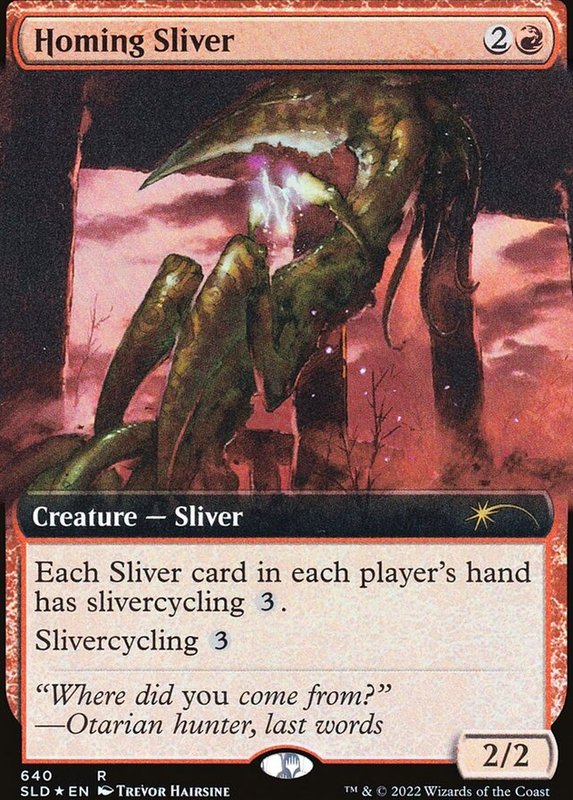 Homing Sliver 2
Creature — Sliver
Each Sliver card in each player's hand
has slivercycling 3.
Slivercycling 3
“Where did you come from?”
—Otarian hunter, last words
2/2
640 R
SLD★EN TREVOR HAIRSINE
™ & © 2022 Wizards of the Coast